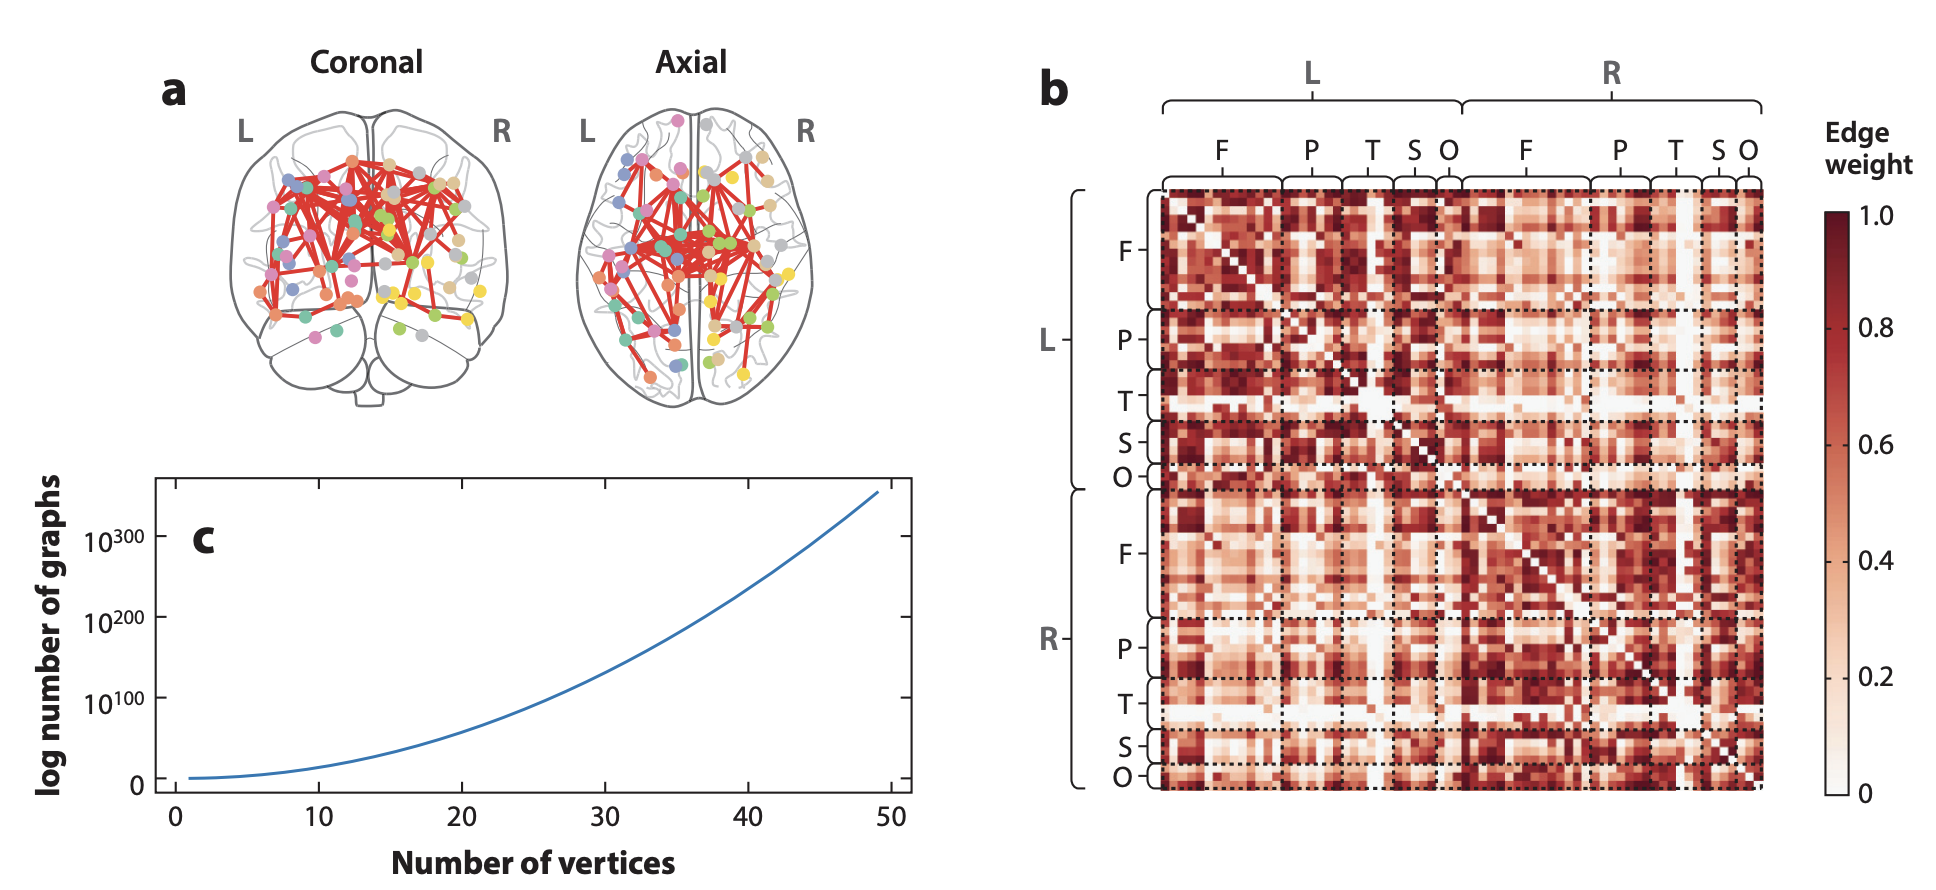 a
Coronal
Axial
L
R
L
R
b
L
R
F P T S O F P T S O
L
F
P
T
S
O
R
F
P
T
S
O
Edge
weight
1.0
0.8
0.6
0.4
0.2
0
c
log number of graphs
10300
10200
10100
0
0 10 20 30 40 50
Number of vertices